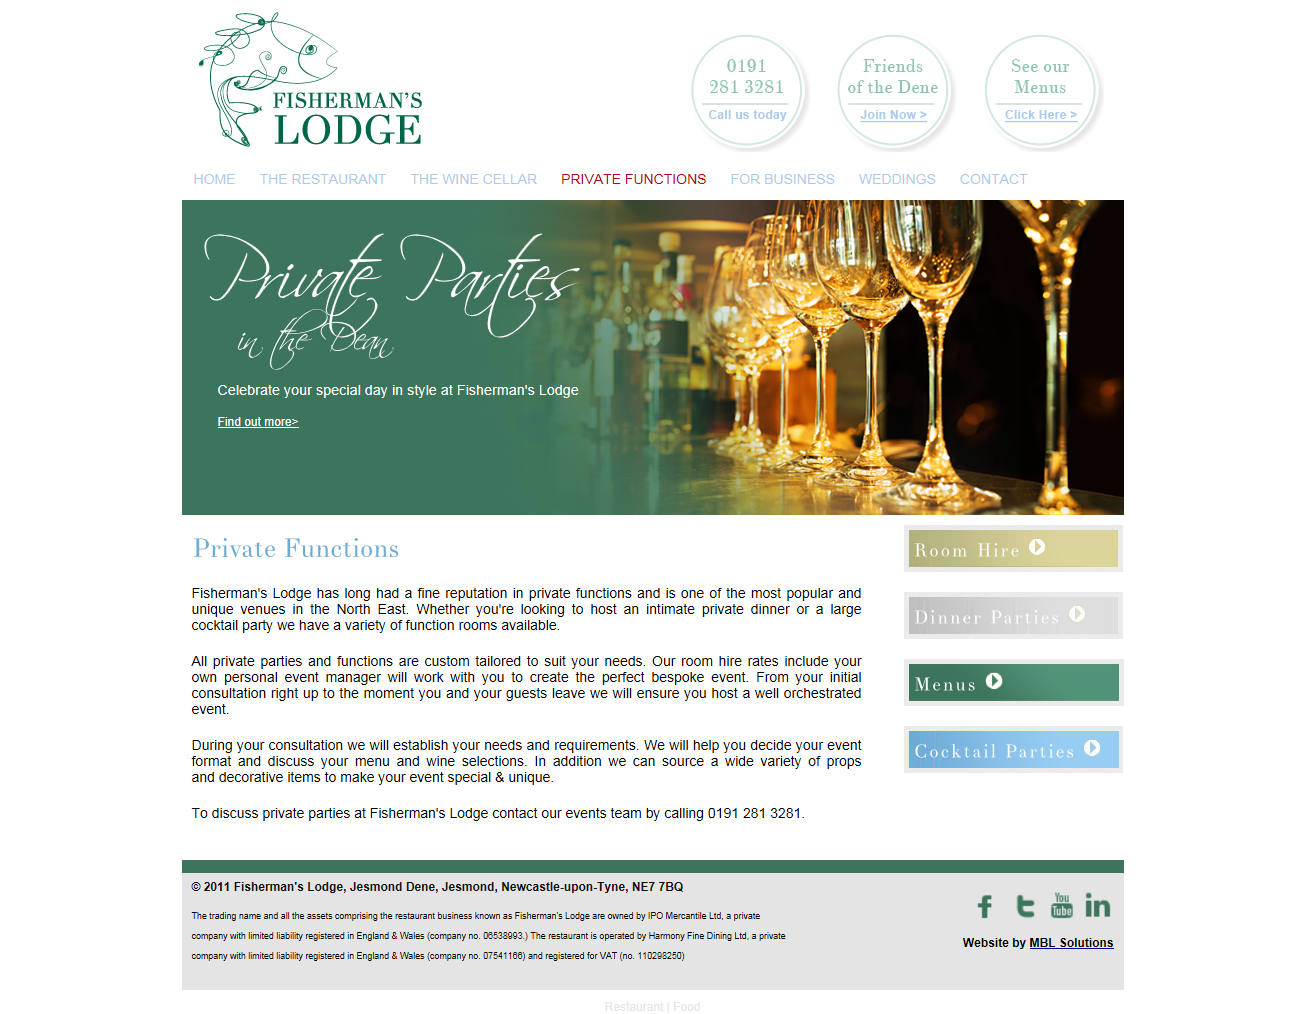 FISHERMAN'S
LODGE
0191
281 3281
Call us today
Friends
of the Dene
Join Now >
See our
Menus
Click Here >
HOME THE RESTAURANT THE WINE CELLAR PRIVATE FUNCTIONS FOR BUSINESS WEDDINGS CONTACT
Private Parties
in the Dean
Celebrate your special day in style at Fisherman's Lodge
Find out more>
Private Functions
Fisherman's Lodge has long had a fine reputation in private functions and is one of the most popular and
unique venues in the North East. Whether you're looking to host an intimate private dinner or a large
cocktail party we have a variety of function rooms available.
All private parties and functions are custom tailored to suit your needs. Our room hire rates include your
own personal event manager will work with you to create the perfect bespoke event. From your initial
consultation right up to the moment you and your guests leave we will ensure you host a well orchestrated
event.
During your consultation we will establish your needs and requirements. We will help you decide your event
format and discuss your menu and wine selections. In addition we can source a wide variety of props
and decorative items to make your event special & unique.
To discuss private parties at Fisherman's Lodge contact our events team by calling 0191 281 3281.
Room Hire
Dinner Parties
Menus
Cocktail Parties
© 2011 Fisherman's Lodge, Jesmond Dene, Jesmond, Newcastle-upon-Tyne, NE7 7BQ
The trading name and all the assets comprising the restaurant business known as Fisherman's Lodge are owned by IPO Mercantile Ltd, a private
company with limited liability registered in England & Wales (company no. 06538993.) The restaurant is operated by Harmony Fine Dining Ltd, a private
company with limited liability registered in England & Wales (company no. 07541166) and registered for VAT (no. 110298250)
f t You Tube in
Website by MBL Solutions
Restaurant | Food